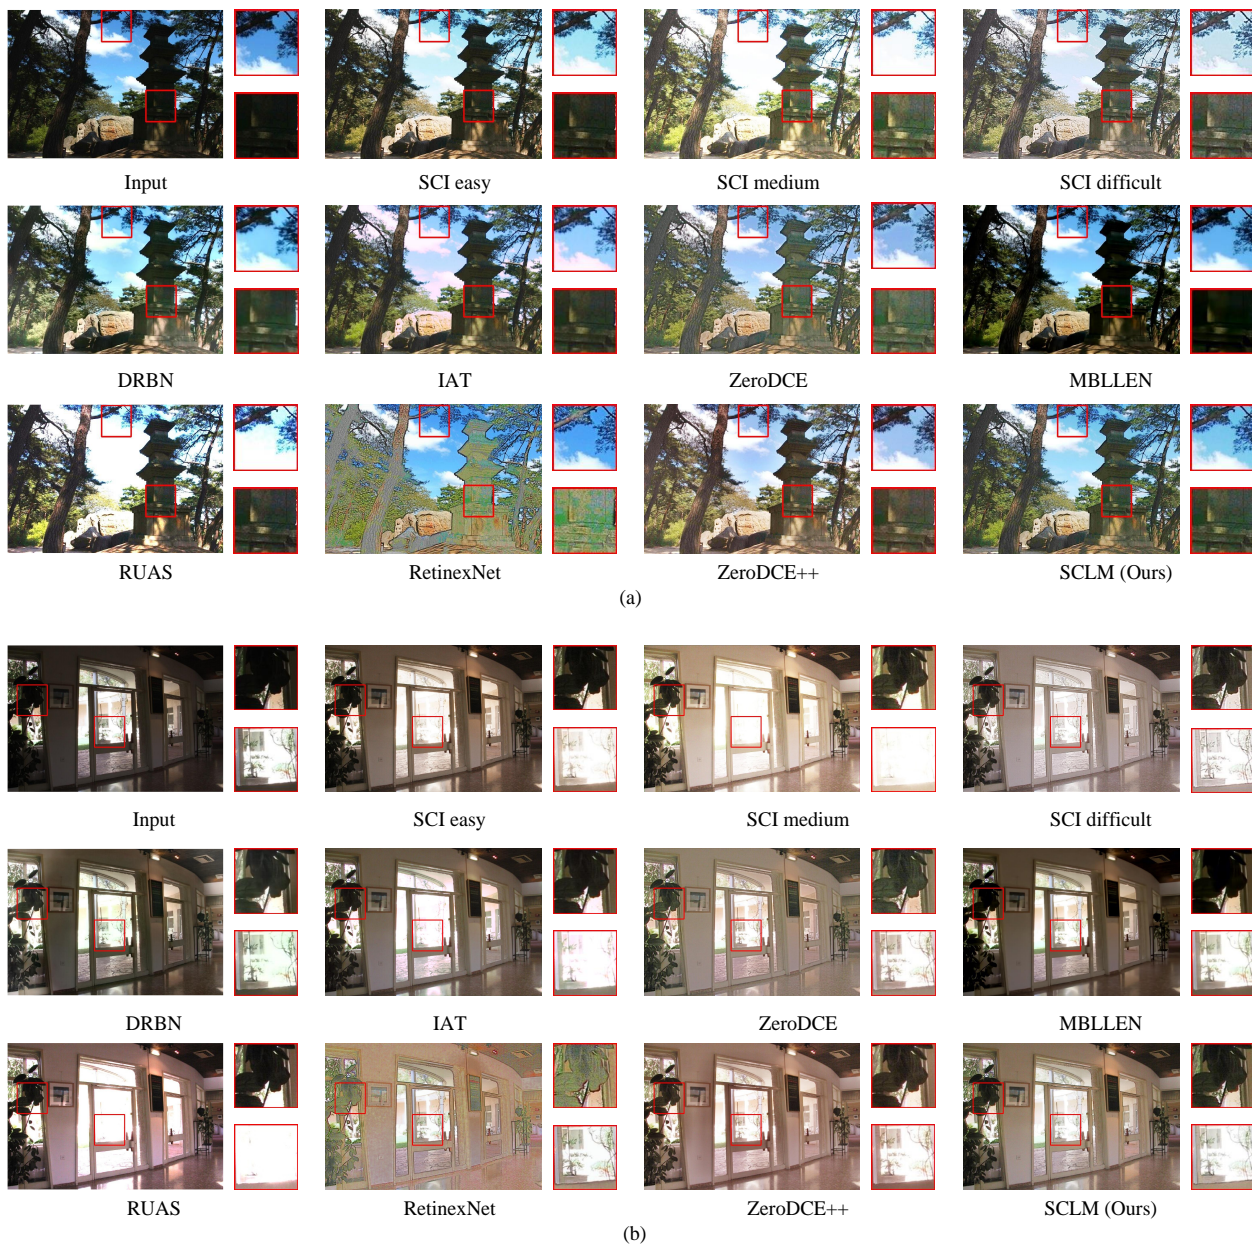 Input SCI easy SCI medium SCI difficult
DRBN IAT ZeroDCE MBLLEN
RUAS RetinexNet ZeroDCE++ SCLM (Ours)
(a)
Input SCI easy SCI medium SCI difficult
DRBN IAT ZeroDCE MBLLEN
RUAS RetinexNet ZeroDCE++ SCLM (Ours)
(b)